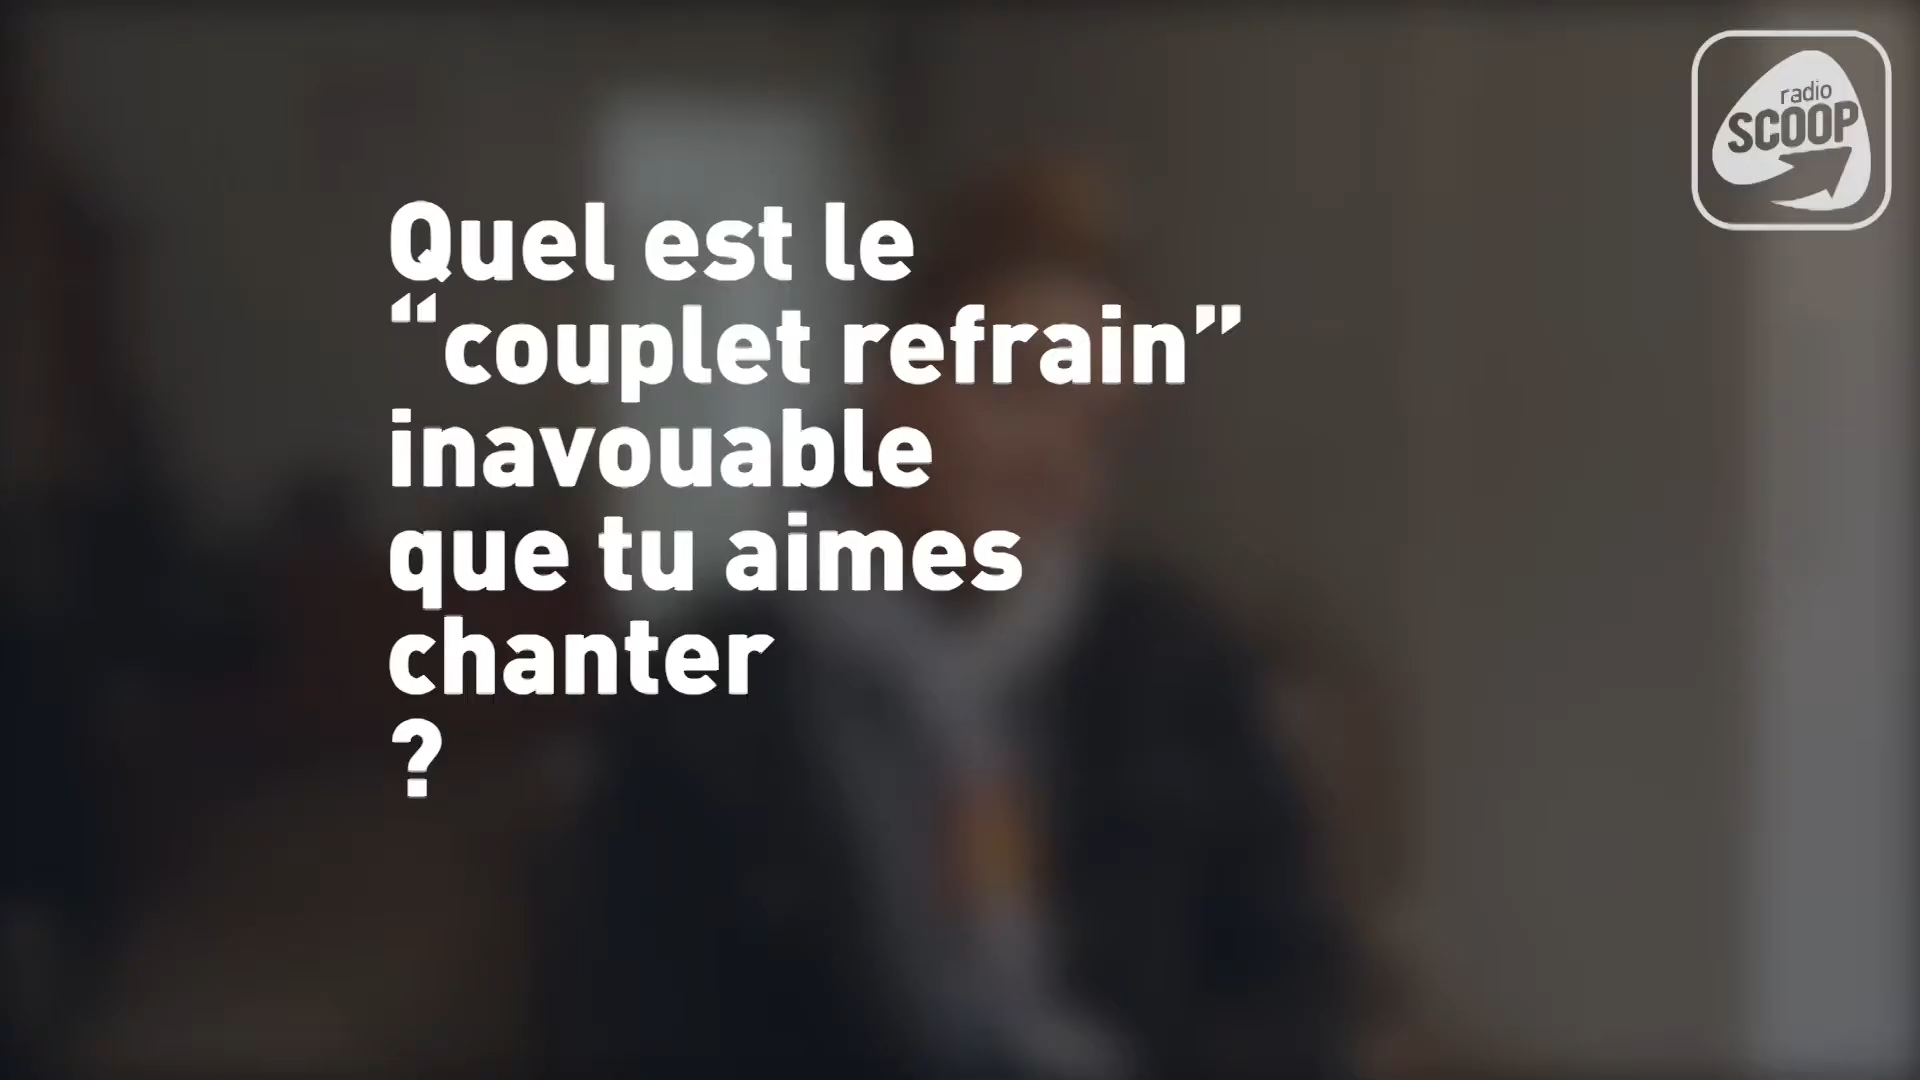 radio
SCOOP
Quel est le
“couplet refrain”
inavouable
que tu aimes
chanter
?